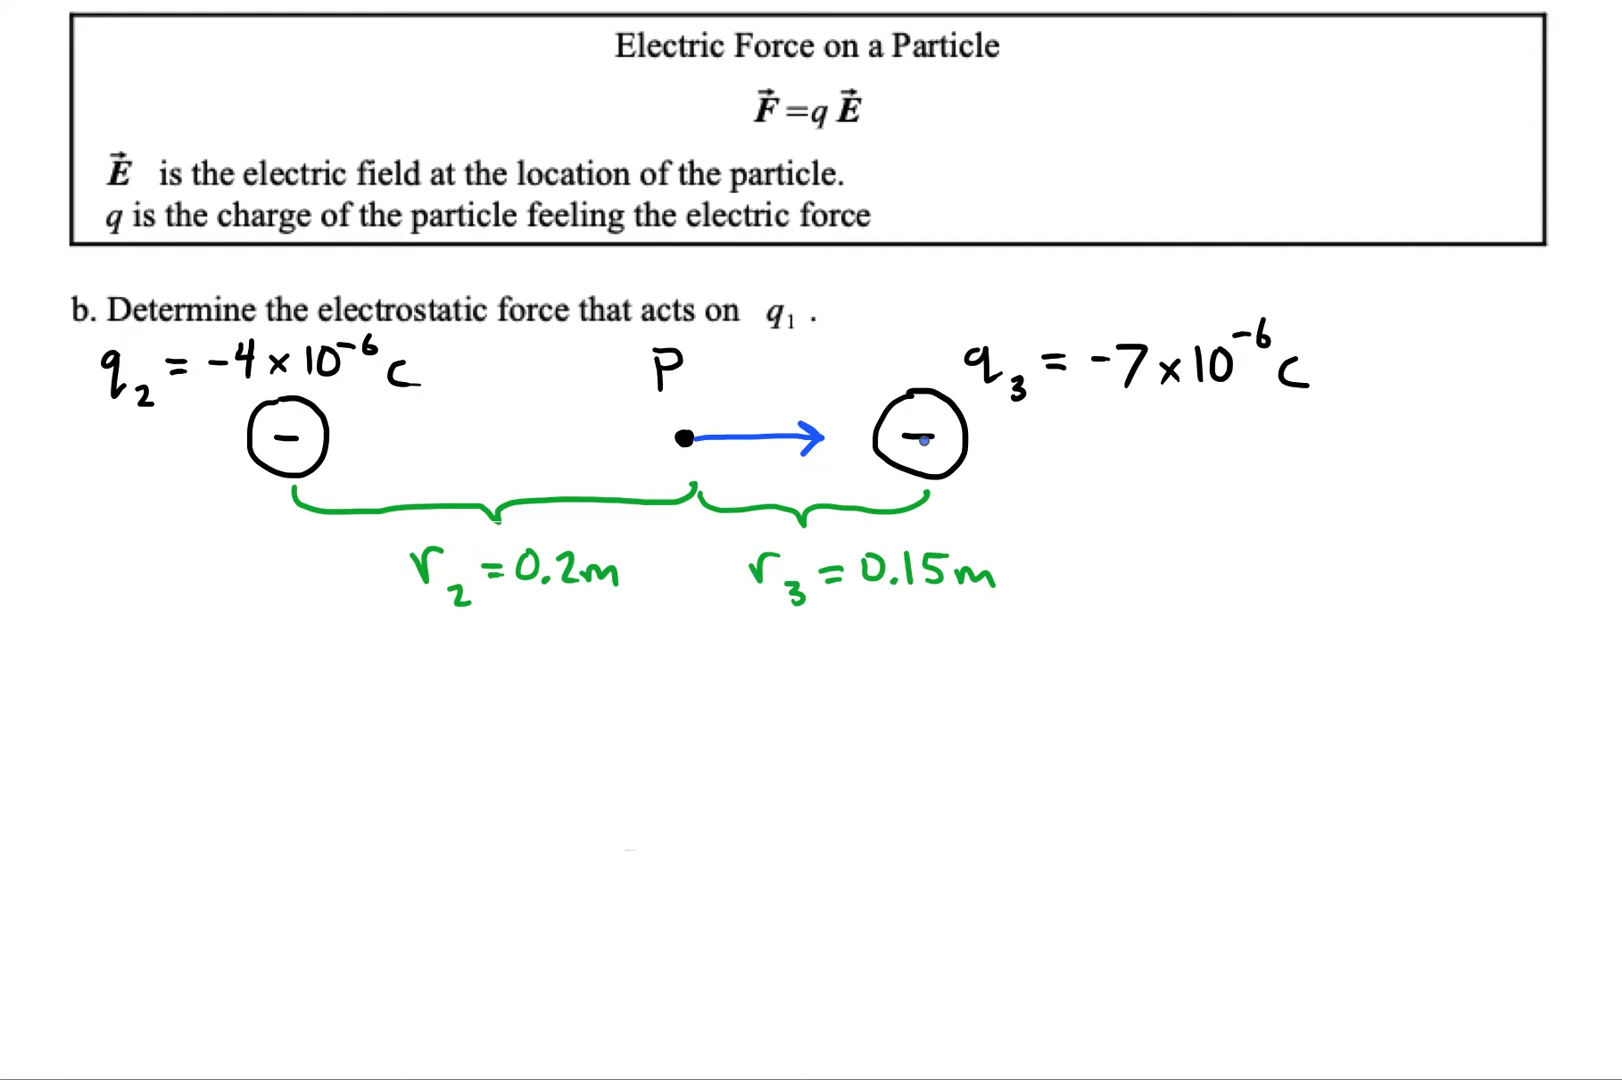 Electric Force on a Particle
F⃗ =q E⃗
E⃗ is the electric field at the location of the particle.
q is the charge of the particle feeling the electric force
b. Determine the electrostatic force that acts on q₁ .
q₂ = -4 × 10⁻⁶ C
P
q₃ = -7 × 10⁻⁶ C
− −
r₂ = 0.2m
r₃ = 0.15m